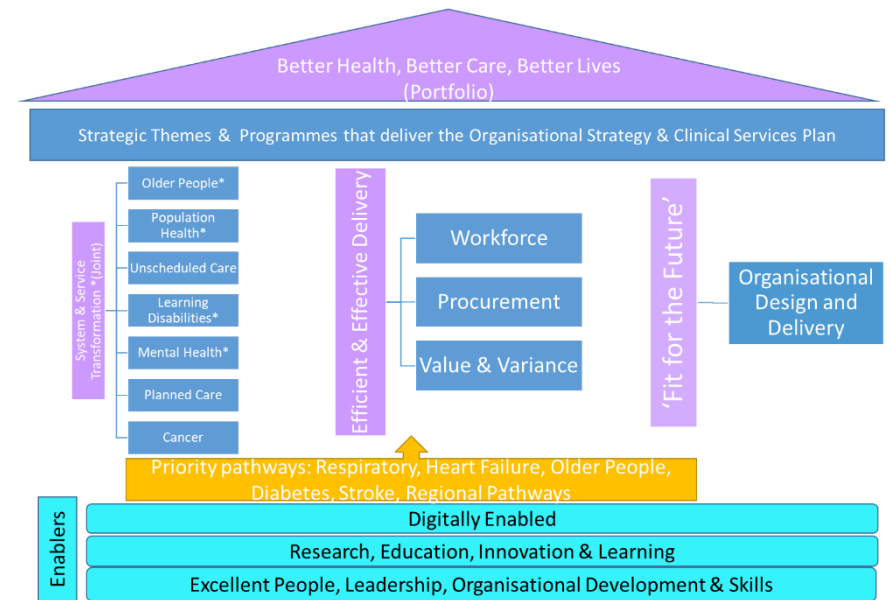 Better Health, Better Care, Better Lives
(Portfolio)
Strategic Themes & Programmes that deliver the Organisational Strategy & Clinical Services Plan
System & Service
Transformation *(Joint)
Older People*
Population
Health*
Unscheduled Care
Learning
Disabilities*
Mental Health*
Planned Care
Cancer
Efficient & Effective Delivery
Workforce
Procurement
Value & Variance
'Fit for the Future'
Organisational
Design and
Delivery
Priority pathways: Respiratory, Heart Failure, Older People,
Diabetes, Stroke, Regional Pathways
Enablers
Digitally Enabled
Research, Education, Innovation & Learning
Excellent People, Leadership, Organisational Development & Skills